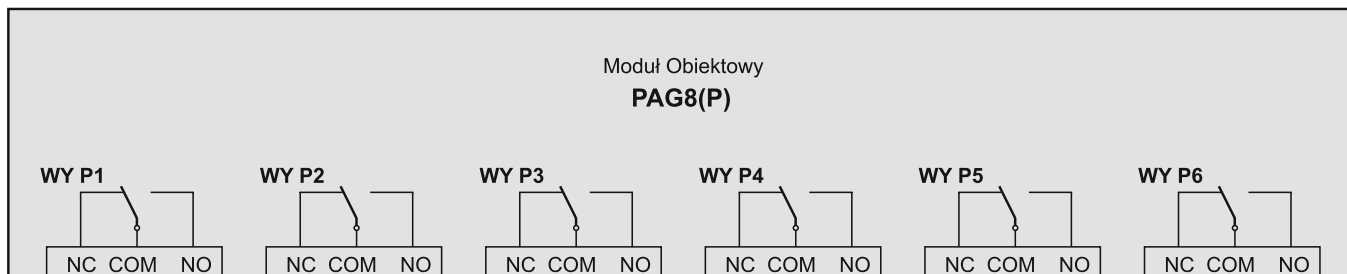 Moduł Obiektowy
PAG8(P)
WY P1 WY P2 WY P3 WY P4 WY P5 WY P6
NC COM NO NC COM NO NC COM NO NC COM NO NC COM NO NC COM NO